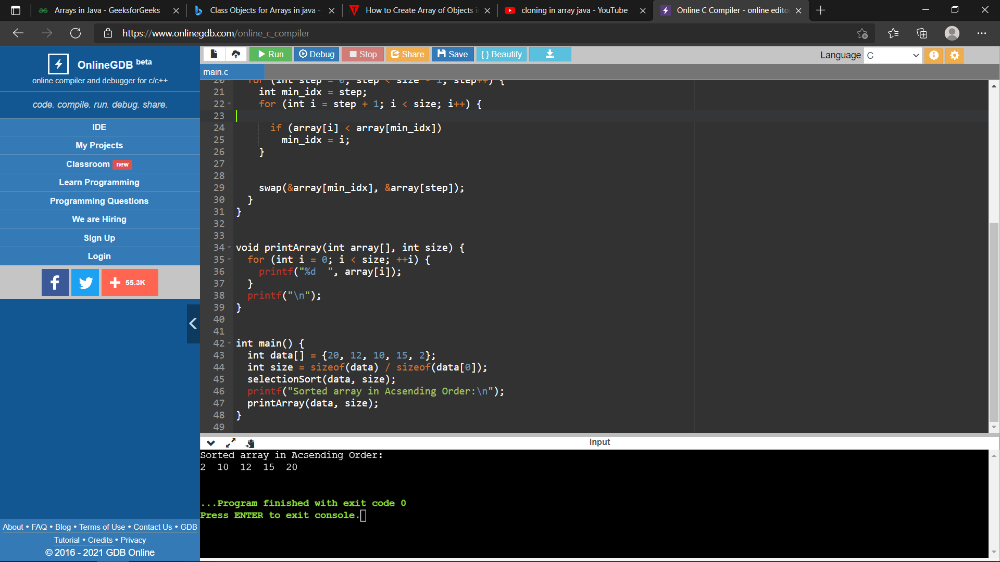 Arrays in Java - GeeksforGeeks
Class Objects for Arrays in java -
How to Create Array of Objects i
cloning in array java - YouTube
Online C Compiler - online edito
https://www.onlinegdb.com/online_c_compiler
OnlineGDB beta
online compiler and debugger for c/c++
code. compile. run. debug. share.
IDE
My Projects
Classroom new
Learn Programming
Programming Questions
We are Hiring
Sign Up
Login
f
55.3K
About • FAQ • Blog • Terms of Use • Contact Us • GDB
Tutorial • Credits • Privacy
© 2016 - 2021 GDB Online
Run Debug Stop Share Save {} Beautify
Language C
main.c
20 for (int step = 0; step < size - 1; step++) {
21 int min_idx = step;
22 for (int i = step + 1; i < size; i++) {
23
24 if (array[i] < array[min_idx])
25 min_idx = i;
26 }
27
28
29 swap(&array[min_idx], &array[step]);
30 }
31 }
32
33
34 void printArray(int array[], int size) {
35 for (int i = 0; i < size; ++i) {
36 printf("%d  ", array[i]);
37 }
38 printf("\n");
39 }
40
41
42 int main() {
43 int data[] = {20, 12, 10, 15, 2};
44 int size = sizeof(data) / sizeof(data[0]);
45 selectionSort(data, size);
46 printf("Sorted array in Acsending Order:\n");
47 printArray(data, size);
48 }
49
input
Sorted array in Acsending Order:
2  10  12  15  20
...Program finished with exit code 0
Press ENTER to exit console.